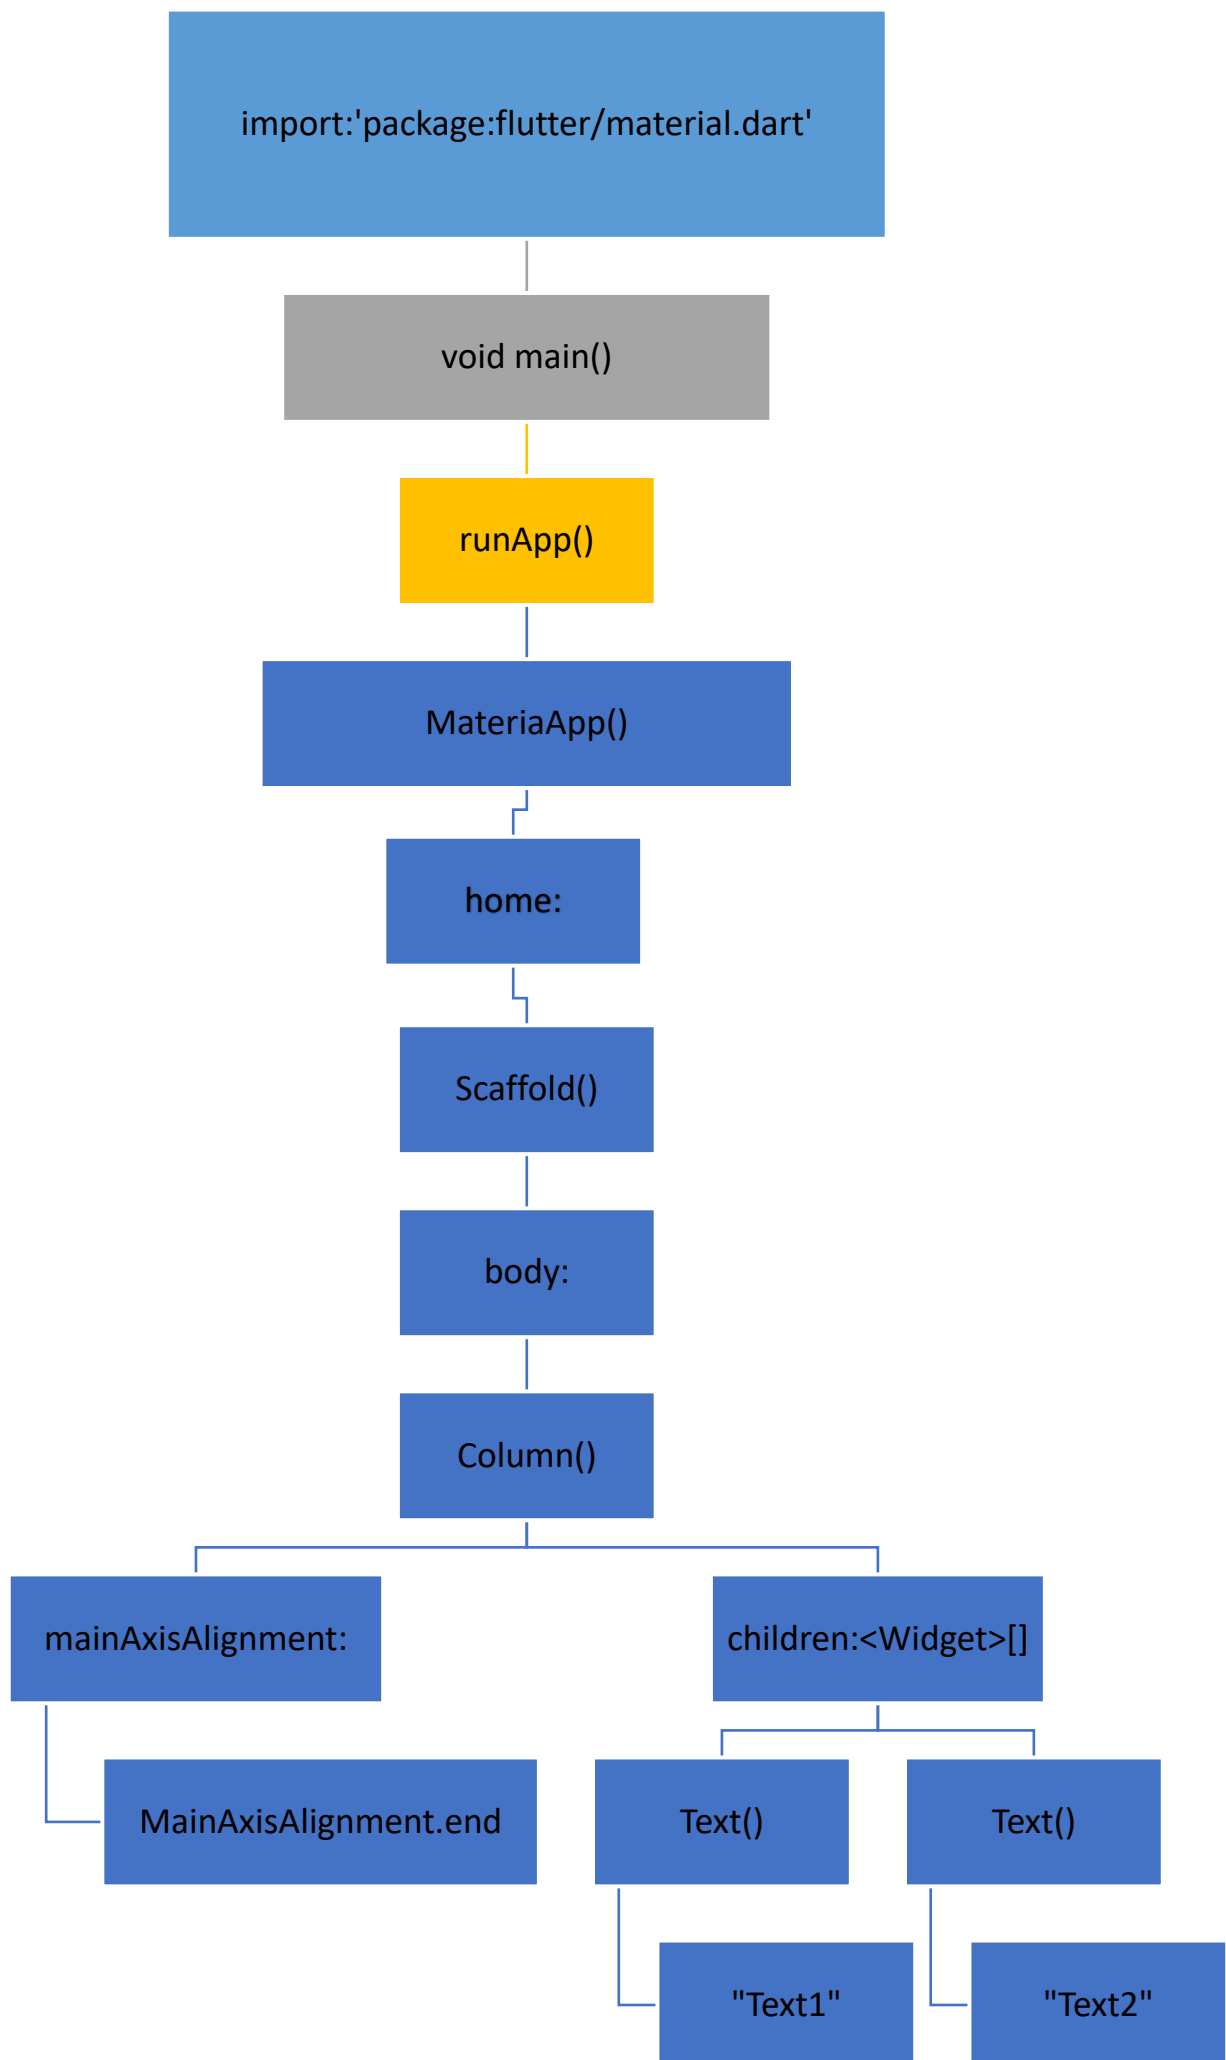 import:'package:flutter/material.dart'
void main()
runApp()
MateriaApp()
home:
Scaffold()
body:
Column()
mainAxisAlignment:
children:<Widget>[]
MainAxisAlignment.end
Text()
Text()
"Text1"
"Text2"